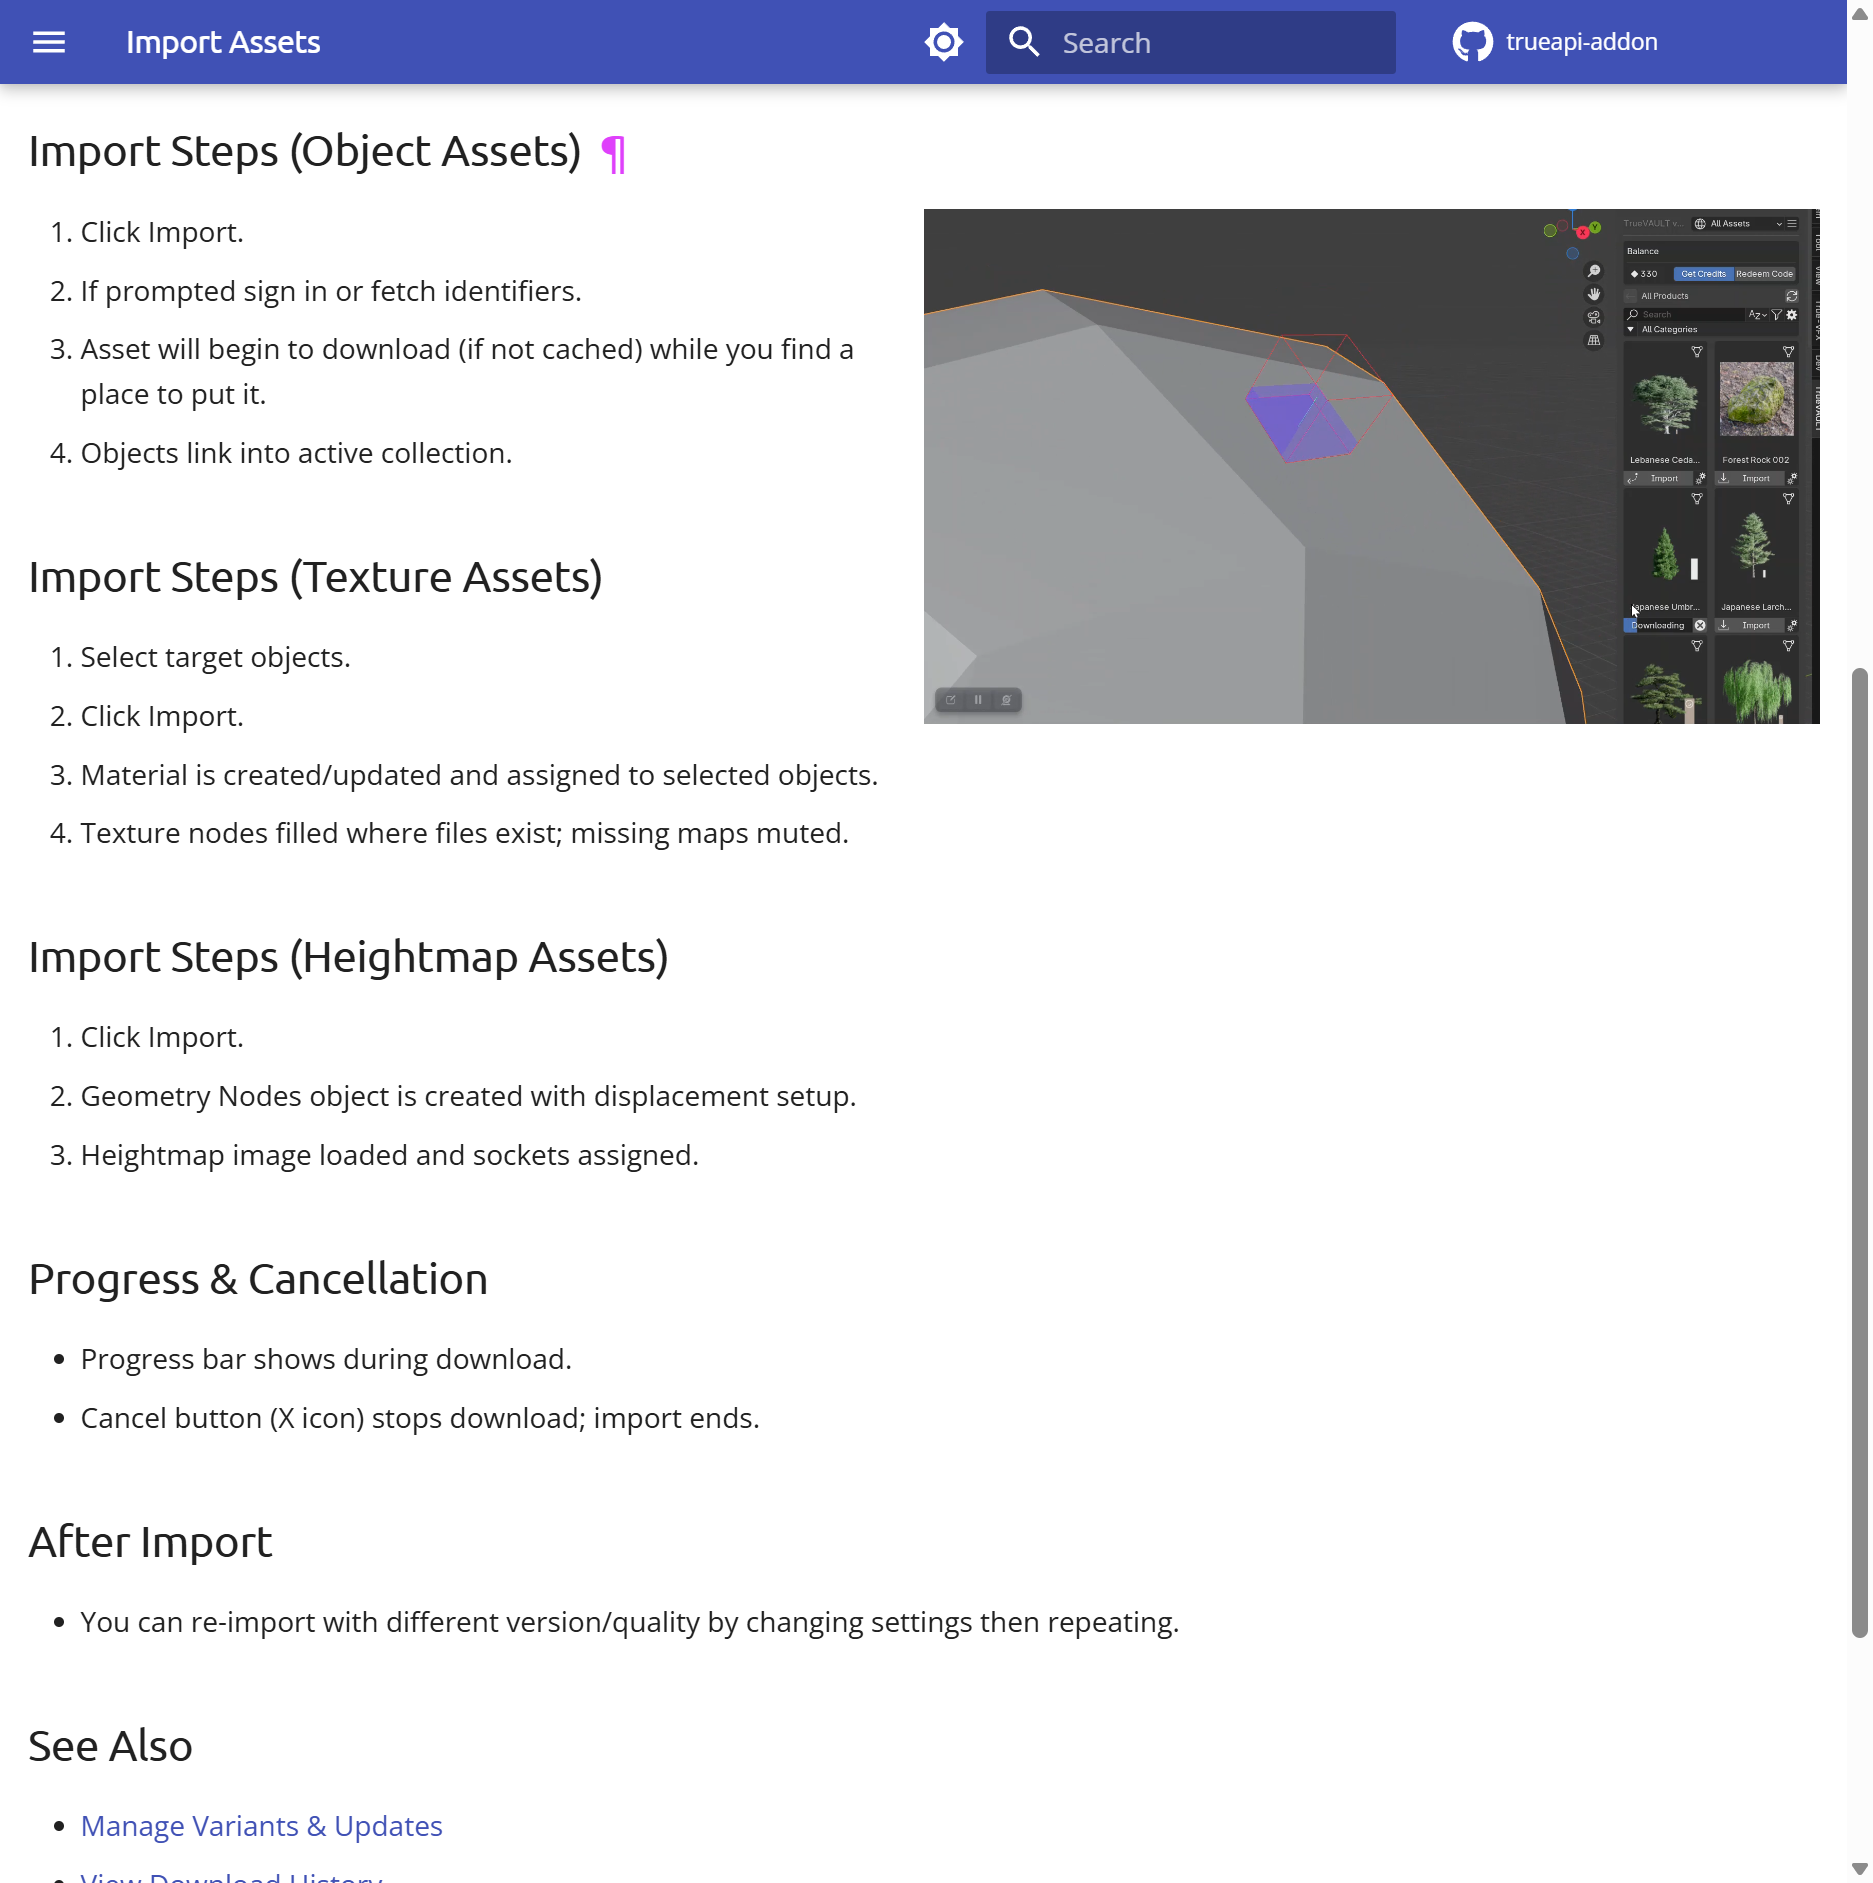 Import Assets
Search
trueapi-addon
Import Steps (Object Assets) ¶
1. Click Import.
2. If prompted sign in or fetch identifiers.
3. Asset will begin to download (if not cached) while you find a
place to put it.
4. Objects link into active collection.
TrueVAULT v...
All Assets
Balance
330
Get Credits
Redeem Code
All Products
Search
All Categories
Lebanese Ceda...
Forest Rock 002
Import
Import
Japanese Umbr...
Japanese Larch...
Downloading
Import
Import Steps (Texture Assets)
1. Select target objects.
2. Click Import.
3. Material is created/updated and assigned to selected objects.
4. Texture nodes filled where files exist; missing maps muted.
Import Steps (Heightmap Assets)
1. Click Import.
2. Geometry Nodes object is created with displacement setup.
3. Heightmap image loaded and sockets assigned.
Progress & Cancellation
• Progress bar shows during download.
• Cancel button (X icon) stops download; import ends.
After Import
• You can re-import with different version/quality by changing settings then repeating.
See Also
• Manage Variants & Updates
• View Download History